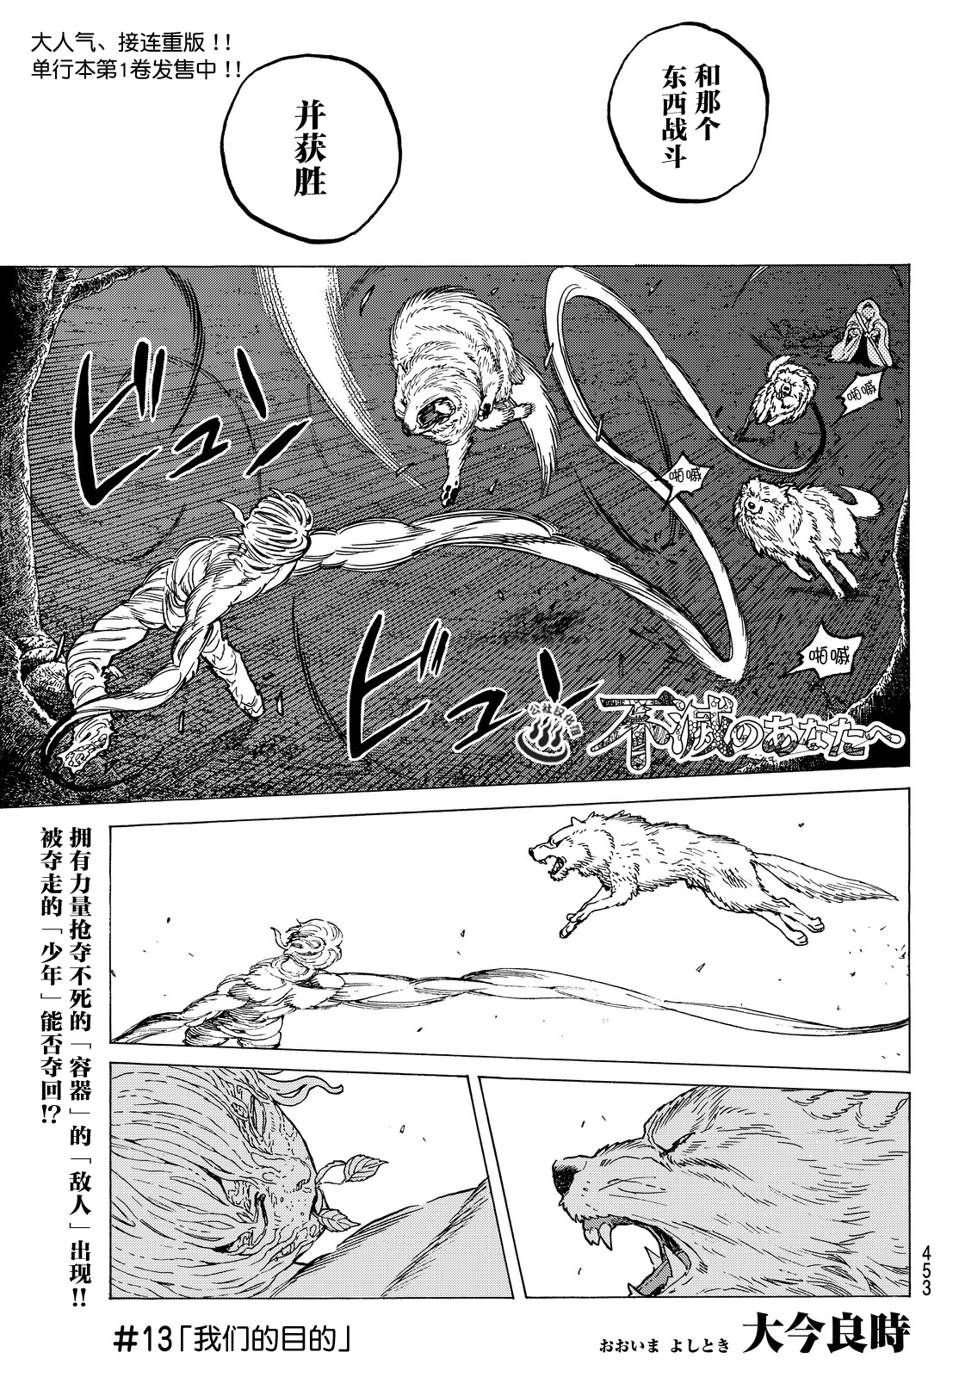 大人气、接连重版!!
单行本第1卷发售中!!
和那个
东西战斗
并获胜
ビュン
啪嘁
啪嘁
啪嘁
ビュン
不滅のあなたへ
拥有力量抢夺不死的「容器」的「敌人」出现!!
被夺走的「少年」能否夺回!?
453
#13「我们的目的」
おおいま よしとき
大今良時